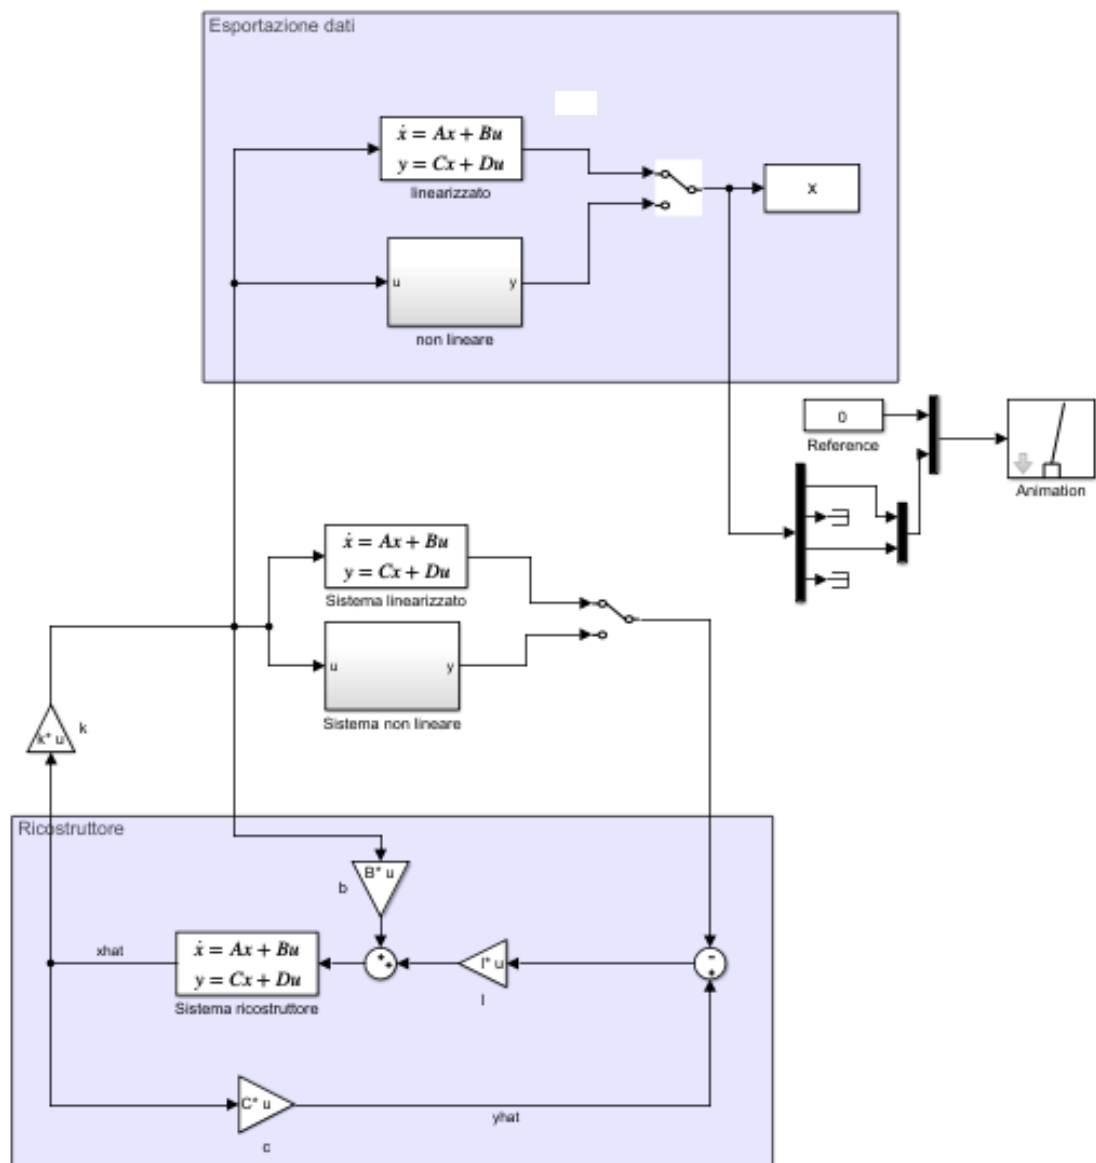 Esportazione dati
ẋ = Ax + Bu
y = Cx + Du
linearizzato
x
u y
non lineare
0
Reference
Animation
ẋ = Ax + Bu
y = Cx + Du
Sistema linearizzato
u y
Sistema non lineare
k* u
k
Ricostruttore
B* u
b
xhat
ẋ = Ax + Bu
y = Cx + Du
Sistema ricostruttore
+
+
l* u
l
−
+
C* u
c
yhat